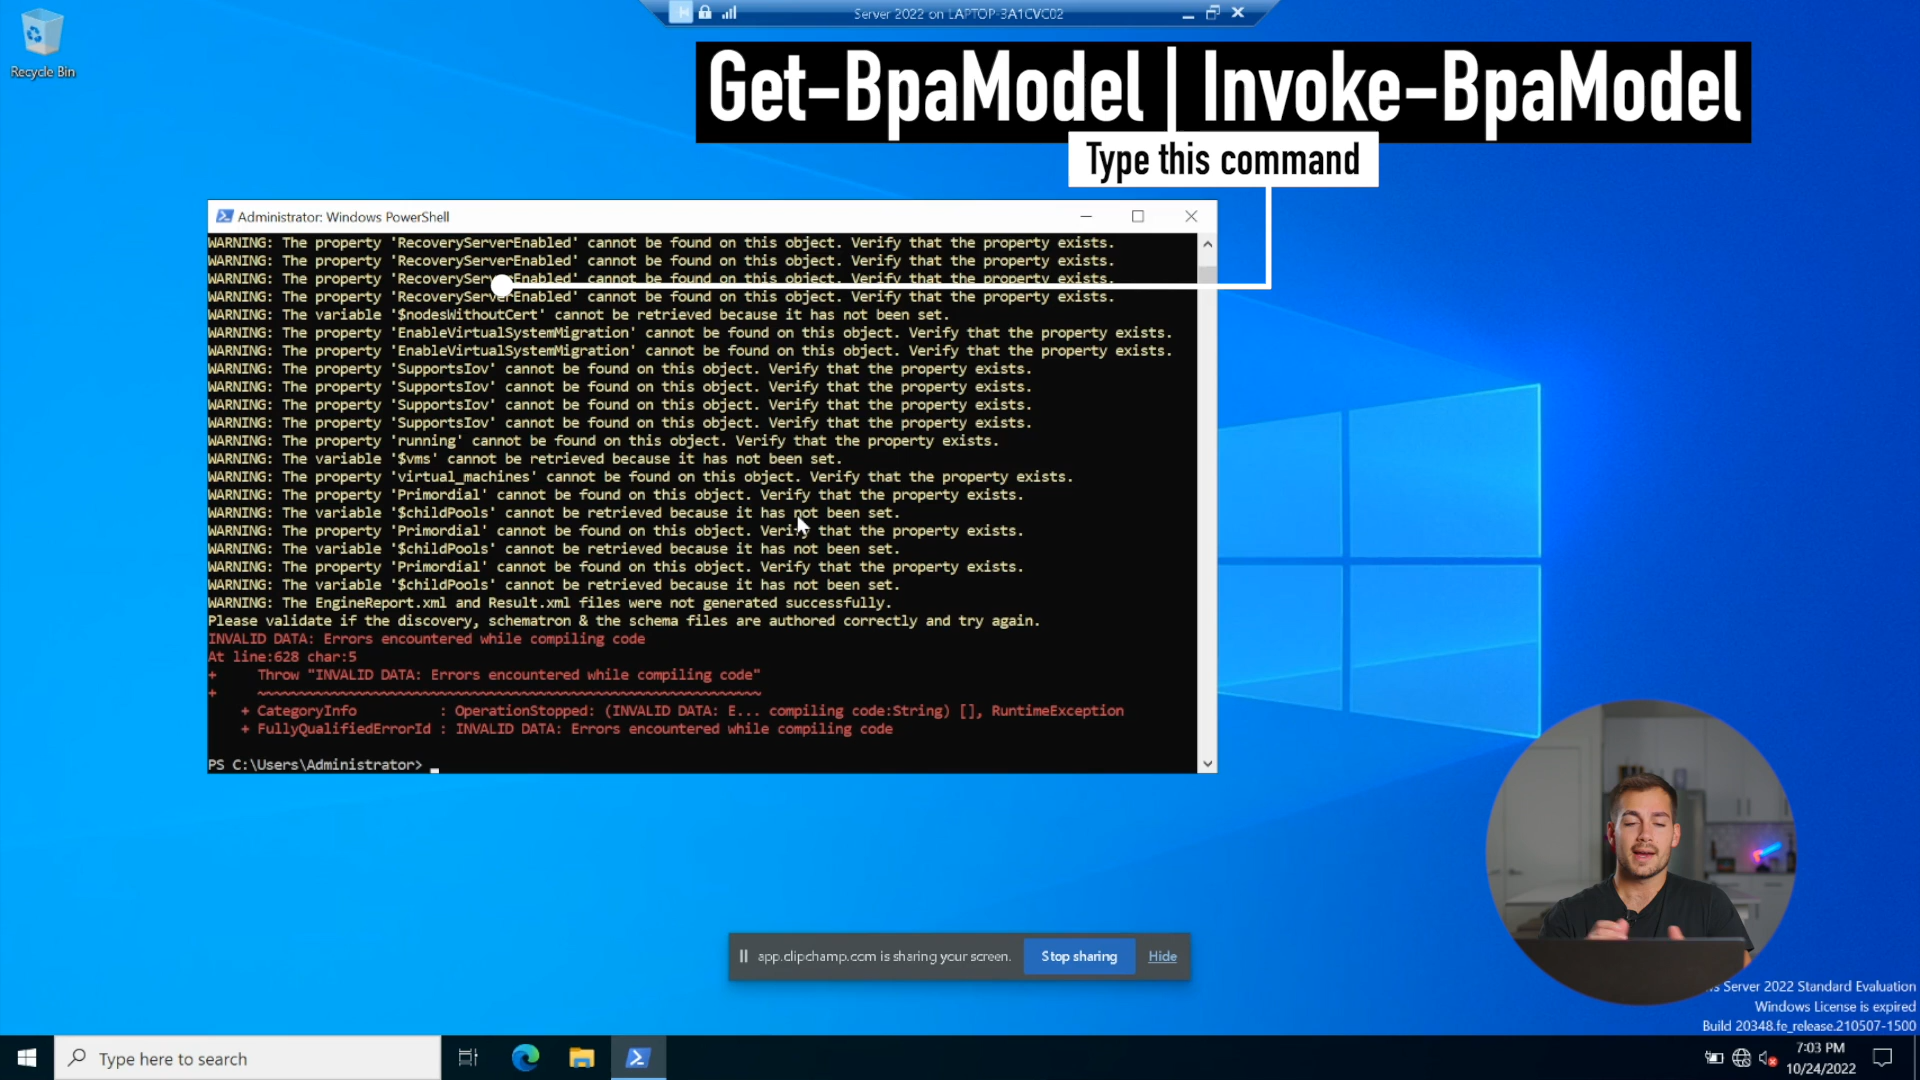 Server 2022 on LAPTOP-3A1CVC02
Recycle Bin
Get-BpaModel | Invoke-BpaModel
Type this command
Administrator: Windows PowerShell
WARNING: The property 'RecoveryServerEnabled' cannot be found on this object. Verify that the property exists.
WARNING: The property 'RecoveryServerEnabled' cannot be found on this object. Verify that the property exists.
WARNING: The property 'RecoveryServerEnabled' cannot be found on this object. Verify that the property exists.
WARNING: The property 'RecoveryServerEnabled' cannot be found on this object. Verify that the property exists.
WARNING: The variable '$nodesWithoutCert' cannot be retrieved because it has not been set.
WARNING: The property 'EnableVirtualSystemMigration' cannot be found on this object. Verify that the property exists.
WARNING: The property 'EnableVirtualSystemMigration' cannot be found on this object. Verify that the property exists.
WARNING: The property 'SupportsIov' cannot be found on this object. Verify that the property exists.
WARNING: The property 'SupportsIov' cannot be found on this object. Verify that the property exists.
WARNING: The property 'SupportsIov' cannot be found on this object. Verify that the property exists.
WARNING: The property 'SupportsIov' cannot be found on this object. Verify that the property exists.
WARNING: The property 'running' cannot be found on this object. Verify that the property exists.
WARNING: The variable '$vms' cannot be retrieved because it has not been set.
WARNING: The property 'virtual_machines' cannot be found on this object. Verify that the property exists.
WARNING: The property 'Primordial' cannot be found on this object. Verify that the property exists.
WARNING: The variable '$childPools' cannot be retrieved because it has not been set.
WARNING: The property 'Primordial' cannot be found on this object. Verify that the property exists.
WARNING: The variable '$childPools' cannot be retrieved because it has not been set.
WARNING: The property 'Primordial' cannot be found on this object. Verify that the property exists.
WARNING: The variable '$childPools' cannot be retrieved because it has not been set.
WARNING: The EngineReport.xml and Result.xml files were not generated successfully.
Please validate if the discovery, schematron & the schema files are authored correctly and try again.
INVALID DATA: Errors encountered while compiling code
At line:628 char:5
+     Throw "INVALID DATA: Errors encountered while compiling code"
+     ~~~~~~~~~~~~~~~~~~~~~~~~~~~~~~~~~~~~~~~~~~~~~~~~~~~~~~~~~~~~~
    + CategoryInfo          : OperationStopped: (INVALID DATA: E... compiling code:String) [], RuntimeException
    + FullyQualifiedErrorId : INVALID DATA: Errors encountered while compiling code
PS C:\Users\Administrator> _
app.clipchamp.com is sharing your screen. Stop sharing Hide
s Server 2022 Standard Evaluation
Windows License is expired
Build 20348.fe_release.210507-1500
Type here to search
7:03 PM
10/24/2022